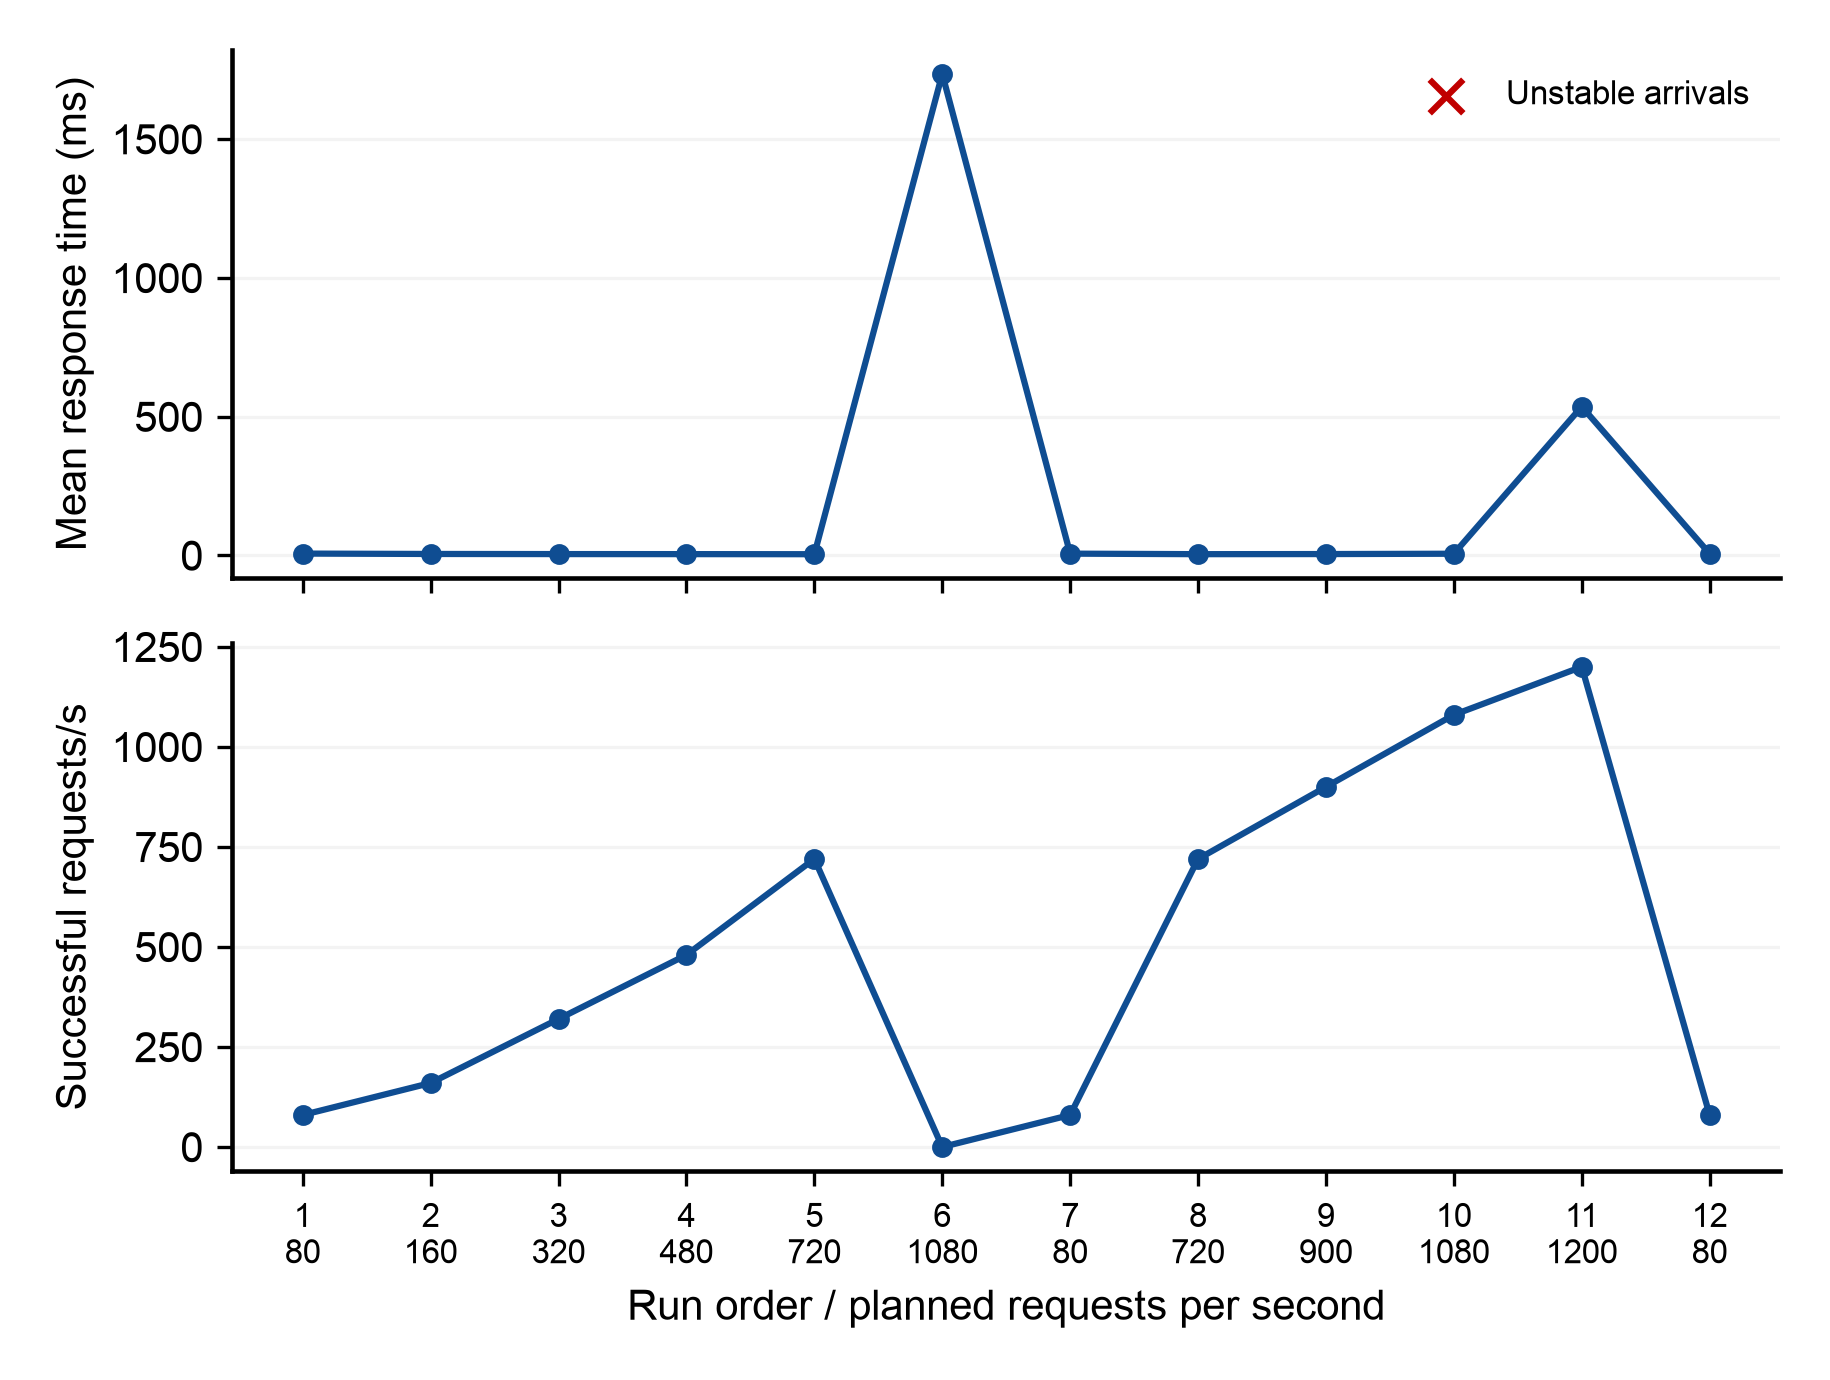 Mean response time (ms)
1500
1000
500
0
Unstable arrivals
Successful requests/s
1250
1000
750
500
250
0
1 2 3 4 5 6 7 8 9 10 11 12
80 160 320 480 720 1080 80 720 900 1080 1200 80
Run order / planned requests per second